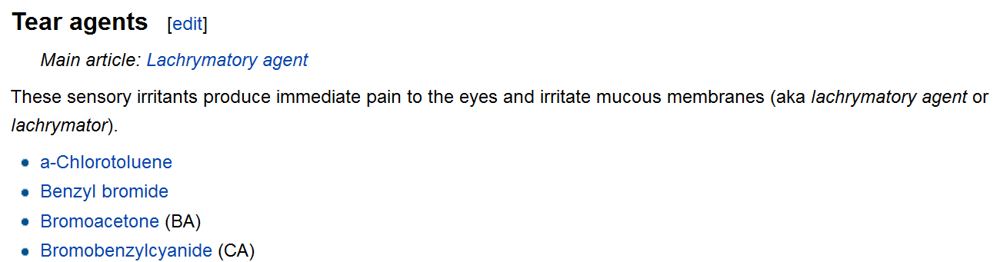 Tear agents [edit]
Main article: Lachrymatory agent
These sensory irritants produce immediate pain to the eyes and irritate mucous membranes (aka lachrymatory agent or
lachrymator).
a-Chlorotoluene
Benzyl bromide
Bromoacetone (BA)
Bromobenzylcyanide (CA)